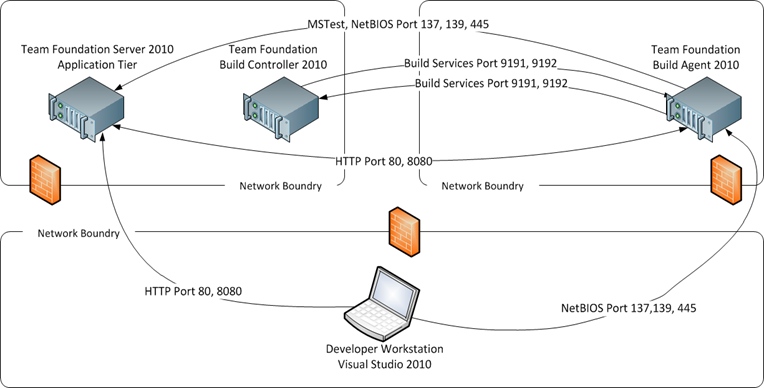 MSTest, NetBIOS Port 137, 139, 445
Team Foundation Server 2010
Application Tier
Team Foundation
Build Controller 2010
Team Foundation
Build Agent 2010
Build Services Port 9191, 9192
Build Services Port 9191, 9192
HTTP Port 80, 8080
Network Boundry
Network Boundry
Network Boundry
HTTP Port 80, 8080
NetBIOS Port 137,139, 445
Developer Workstation
Visual Studio 2010